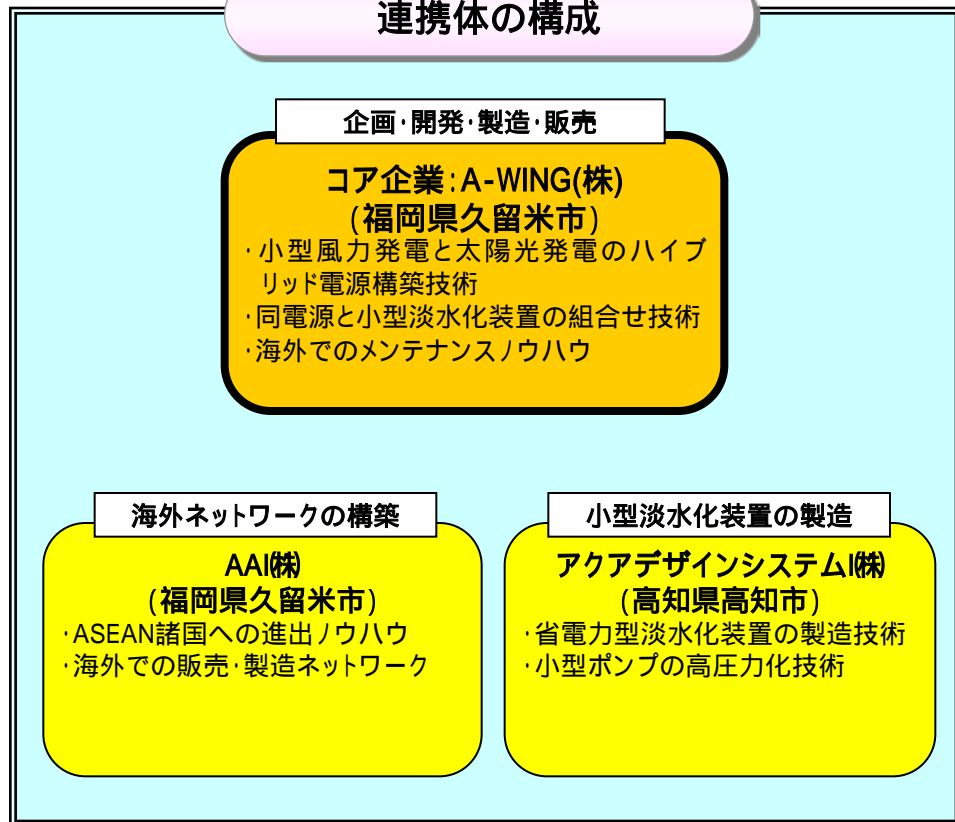 連携体の構成
企画･開発･製造･販売
コア企業:A-WING(株)
(福岡県久留米市)
･小型風力発電と太陽光発電のハイブ
リッド電源構築技術
･同電源と小型淡水化装置の組合せ技術
･海外でのメンテナンスノウハウ
海外ネットワークの構築
AAI(株)
(福岡県久留米市)
･ASEAN諸国への進出ノウハウ
･海外での販売･製造ネットワーク
小型淡水化装置の製造
アクアデザインシステムI(株)
(高知県高知市)
･省電力型淡水化装置の製造技術
･小型ポンプの高圧力化技術